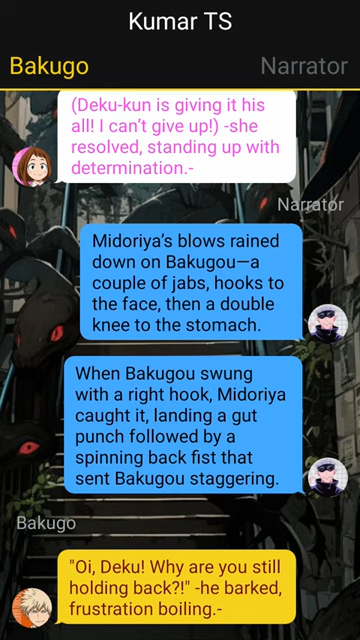 Kumar TS
Bakugo
Narrator
(Deku-kun is giving it his
all! I can’t give up!) -she
resolved, standing up with
determination.-
Narrator
Midoriya’s blows rained
down on Bakugou—a
couple of jabs, hooks to
the face, then a double
knee to the stomach.
When Bakugou swung
with a right hook, Midoriya
caught it, landing a gut
punch followed by a
spinning back fist that
sent Bakugou staggering.
Bakugo
"Oi, Deku! Why are you still
holding back?!" -he barked,
frustration boiling.-